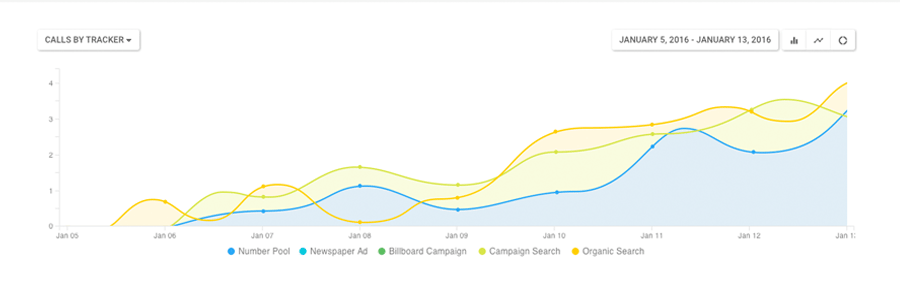 CALLS BY TRACKER
JANUARY 5, 2016 - JANUARY 13, 2016
4
3
2
1
0
Jan 05 Jan 06 Jan 07 Jan 08 Jan 09 Jan 10 Jan 11 Jan 12 Jan 1
Number Pool Newspaper Ad Billboard Campaign Campaign Search Organic Search